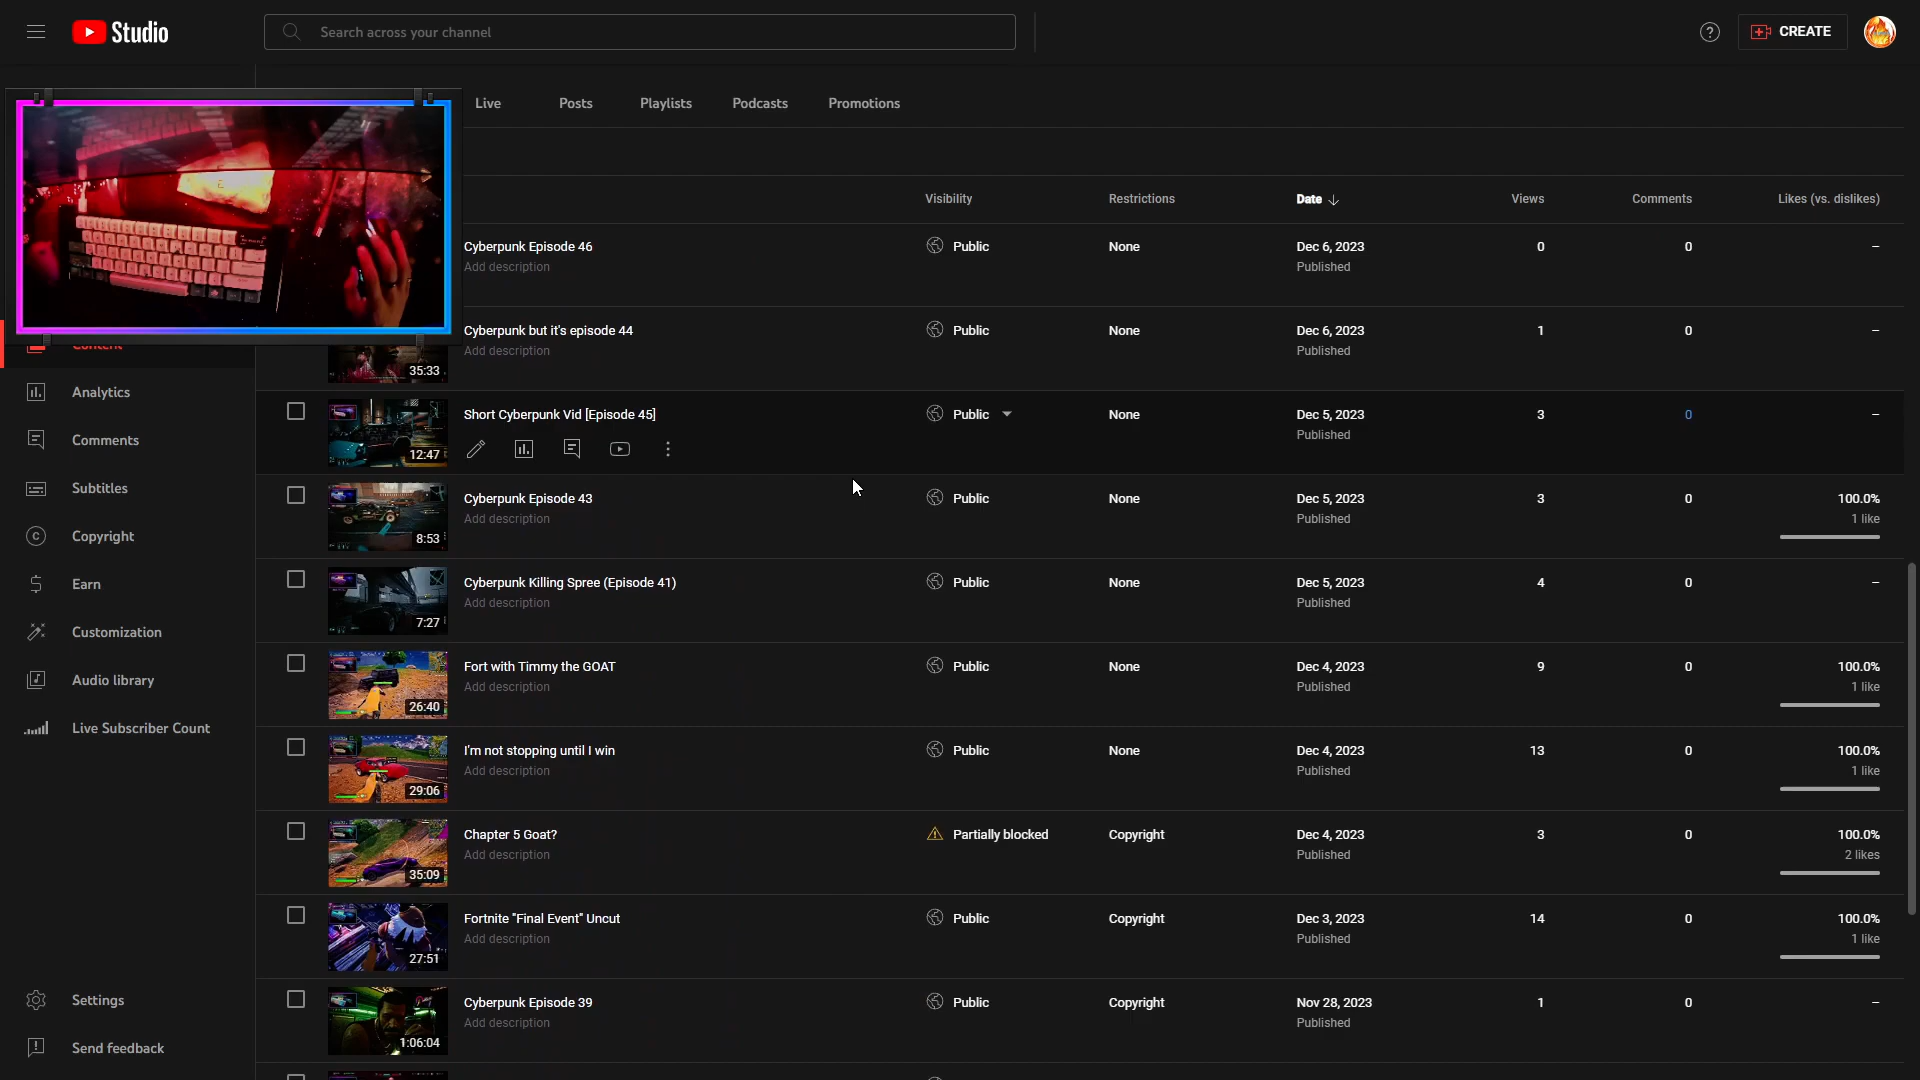 Studio
Search across your channel
CREATE
Live
Posts
Playlists
Podcasts
Promotions
Visibility
Restrictions
Date
Views
Comments
Likes (vs. dislikes)
Cyberpunk Episode 46
Add description
Public
None
Dec 6, 2023
Published
0
0
–
Content
Cyberpunk but it's episode 44
Add description
35:33
Public
None
Dec 6, 2023
Published
1
0
–
Analytics
Comments
Subtitles
Copyright
Earn
Customization
Audio library
Live Subscriber Count
Settings
Send feedback
Short Cyberpunk Vid [Episode 45]
12:47
Public
None
Dec 5, 2023
Published
3
0
–
Cyberpunk Episode 43
Add description
8:53
Public
None
Dec 5, 2023
Published
3
0
100.0%
1 like
Cyberpunk Killing Spree (Episode 41)
Add description
7:27
Public
None
Dec 5, 2023
Published
4
0
–
Fort with Timmy the GOAT
Add description
26:40
Public
None
Dec 4, 2023
Published
9
0
100.0%
1 like
I'm not stopping until I win
Add description
29:06
Public
None
Dec 4, 2023
Published
13
0
100.0%
1 like
Chapter 5 Goat?
Add description
35:09
Partially blocked
Copyright
Dec 4, 2023
Published
3
0
100.0%
2 likes
Fortnite "Final Event" Uncut
Add description
27:51
Public
Copyright
Dec 3, 2023
Published
14
0
100.0%
1 like
Cyberpunk Episode 39
Add description
1:06:04
Public
Copyright
Nov 28, 2023
Published
1
0
–